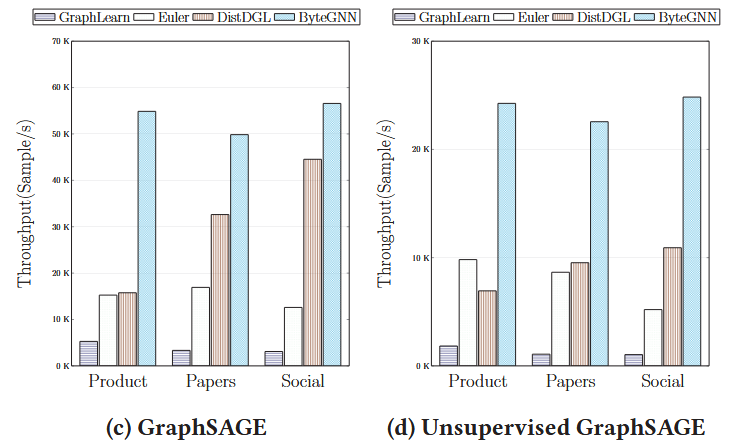 GraphLearn Euler DistDGL ByteGNN
70 K
60 K
50 K
40 K
30 K
20 K
10 K
0 K
Throughput(Sample/s)
Product Papers Social
(c) GraphSAGE
GraphLearn Euler DistDGL ByteGNN
30 K
20 K
10 K
0 K
Throughput(Sample/s)
Product Papers Social
(d) Unsupervised GraphSAGE